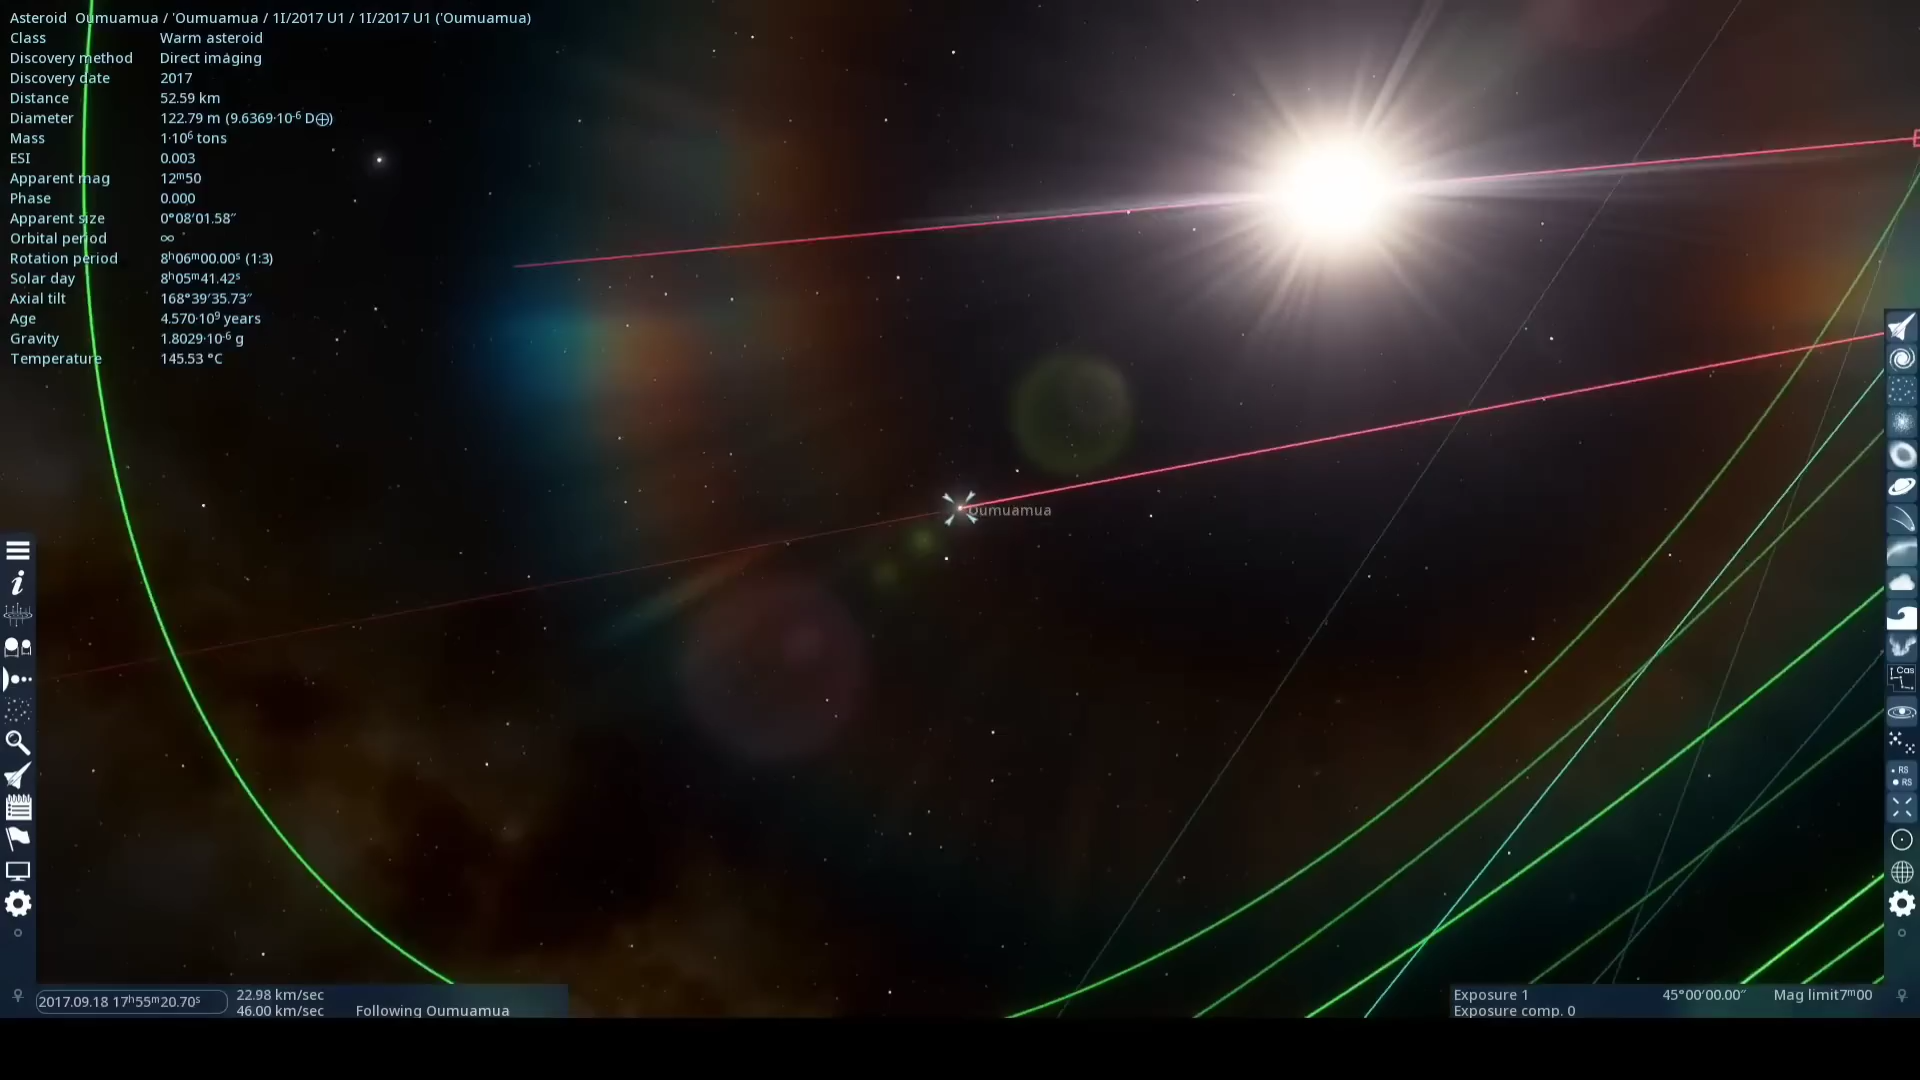 Asteroid Oumuamua / 'Oumuamua / 1I/2017 U1 / 1I/2017 U1 ('Oumuamua)
Class Warm asteroid
Discovery method Direct imaging
Discovery date 2017
Distance 52.59 km
Diameter 122.79 m (9.6369·10⁻⁶ D⊕)
Mass 1·10⁶ tons
ESI 0.003
Apparent mag 12ᵐ50
Phase 0.000
Apparent size 0°08′01.58″
Orbital period ∞
Rotation period 8ʰ06ᵐ00.00ˢ (1:3)
Solar day 8ʰ05ᵐ41.42ˢ
Axial tilt 168°39′35.73″
Age 4.570·10⁹ years
Gravity 1.8029·10⁻⁶ g
Temperature 145.53 °C
Oumuamua
Cas
RS
RS
2017.09.18 17ʰ55ᵐ20.70ˢ
22.98 km/sec
46.00 km/sec Following Oumuamua
Exposure 1 45°00′00.00″ Mag limit7ᵐ00
Exposure comp. 0